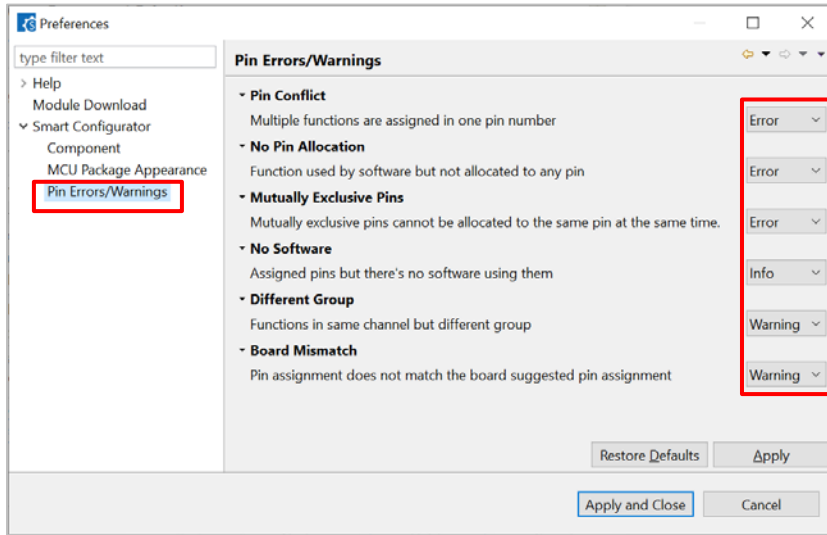 Preferences
type filter text
Pin Errors/Warnings
Help
Module Download
Smart Configurator
Component
MCU Package Appearance
Pin Errors/Warnings
Pin Conflict
Multiple functions are assigned in one pin number
Error
No Pin Allocation
Function used by software but not allocated to any pin
Error
Mutually Exclusive Pins
Mutually exclusive pins cannot be allocated to the same pin at the same time.
Error
No Software
Assigned pins but there's no software using them
Info
Different Group
Functions in same channel but different group
Warning
Board Mismatch
Pin assignment does not match the board suggested pin assignment
Warning
Restore Defaults
Apply
Apply and Close
Cancel